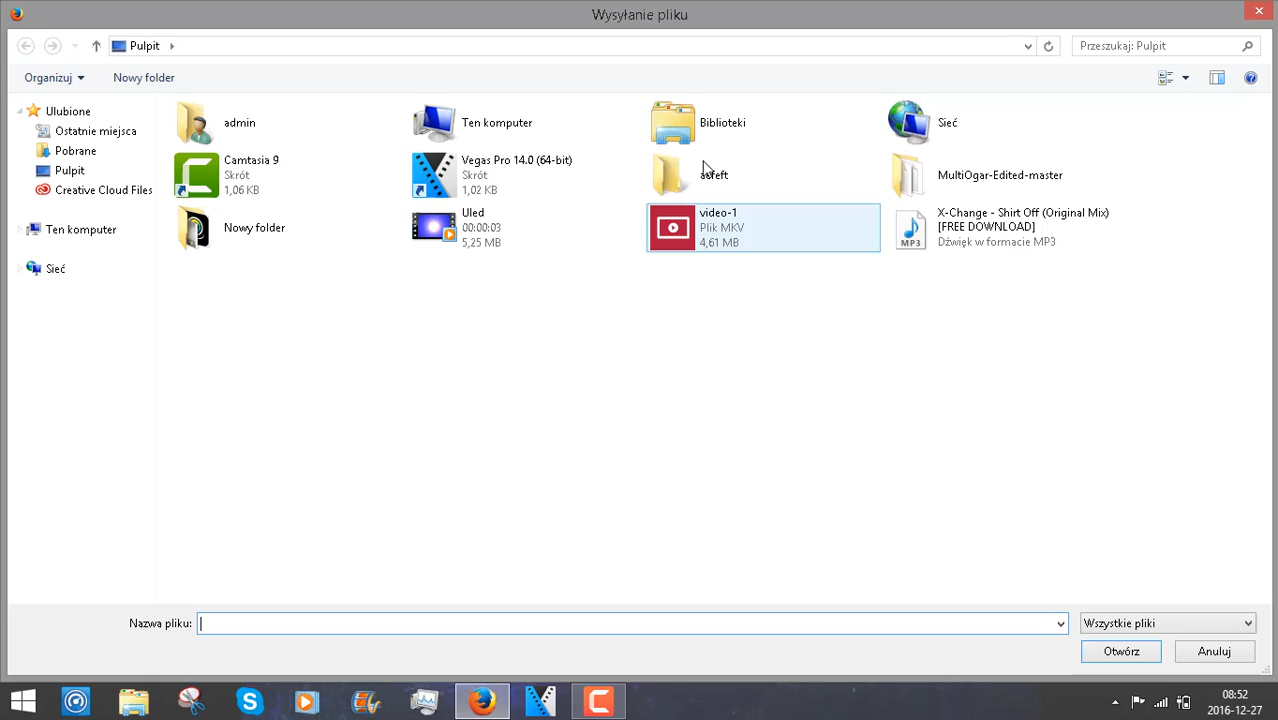 Wysyłanie pliku
Pulpit
Przeszukaj: Pulpit
Organizuj
Nowy folder
Ulubione
Ostatnie miejsca
Pobrane
Pulpit
Creative Cloud Files
Ten komputer
Sieć
admin
Ten komputer
Biblioteki
Sieć
Camtasia 9
Skrót
1,06 KB
Vegas Pro 14.0 (64-bit)
Skrót
1,02 KB
MultiOgar-Edited-master
Nowy folder
Uled
00:00:03
5,25 MB
video-1
Plik MKV
4,61 MB
MP3
X-Change - Shirt Off (Original Mix)
[FREE DOWNLOAD]
Dźwięk w formacie MP3
Nazwa pliku:
Wszystkie pliki
Otwórz
Anuluj
08:52
2016-12-27